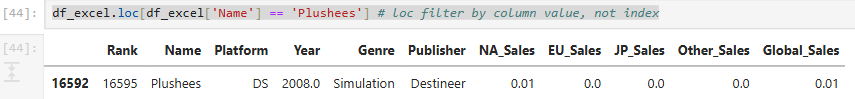 [44]: df_excel.loc[df_excel['Name'] == 'Plushees'] # loc filter by column value, not index
[44]: Rank Name Platform Year Genre Publisher NA_Sales EU_Sales JP_Sales Other_Sales Global_Sales
16592 16595 Plushees DS 2008.0 Simulation Destineer 0.01 0.0 0.0 0.0 0.01